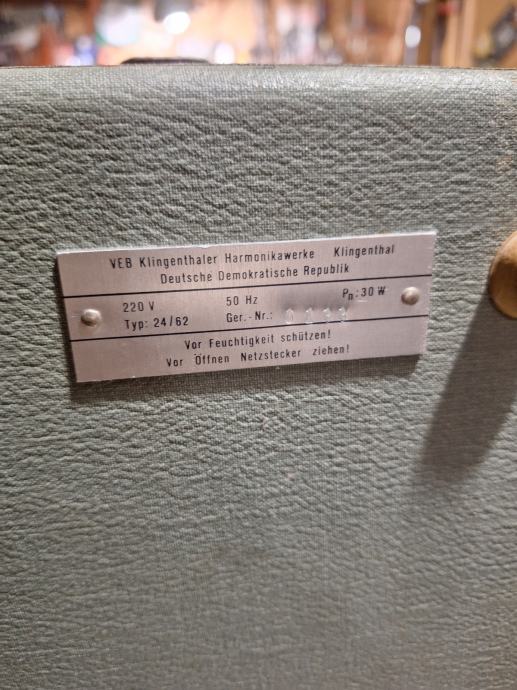 VEB Klingenthaler Harmonikawerke Klingenthal
Deutsche Demokratische Republik
220 V 50 Hz Pn: 30 W
Typ: 24/62 Ger.-Nr.:
Vor Feuchtigkeit schützen!
Vor Öffnen Netzstecker ziehen!